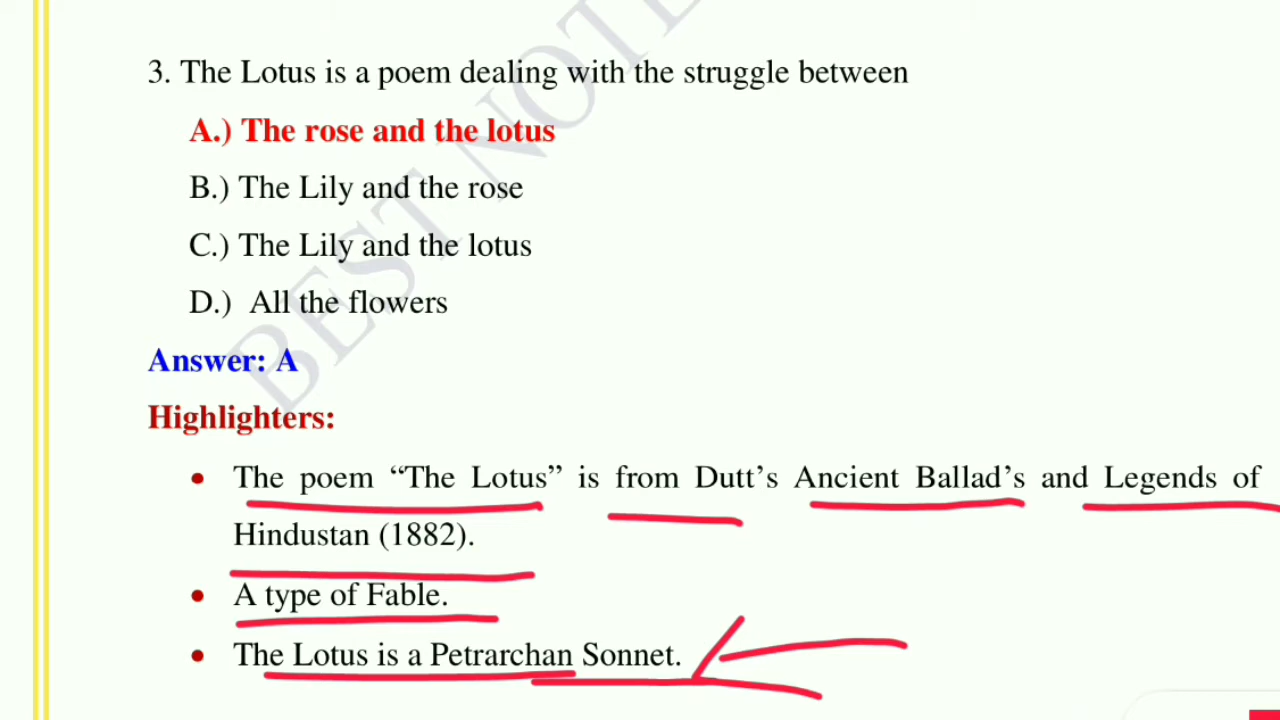 3. The Lotus is a poem dealing with the struggle between
A.) The rose and the lotus
B.) The Lily and the rose
C.) The Lily and the lotus
D.) All the flowers
Answer: A
Highlighters:
• The poem “The Lotus” is from Dutt’s Ancient Ballad’s and Legends of
Hindustan (1882).
• A type of Fable.
• The Lotus is a Petrarchan Sonnet.
BEST NOTE